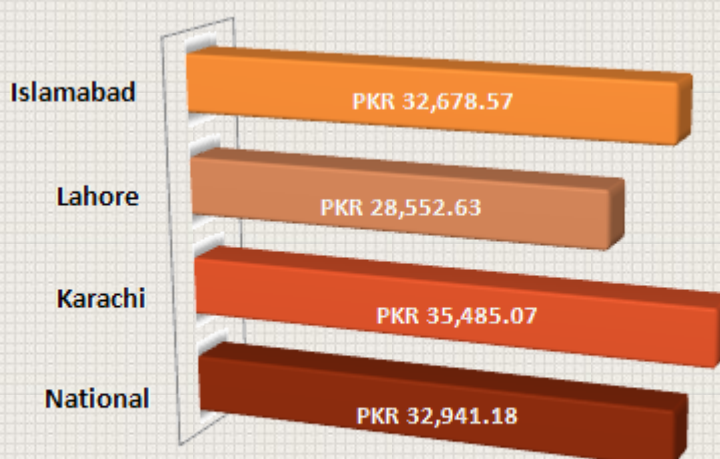 Islamabad PKR 32,678.57
Lahore PKR 28,552.63
Karachi PKR 35,485.07
National PKR 32,941.18